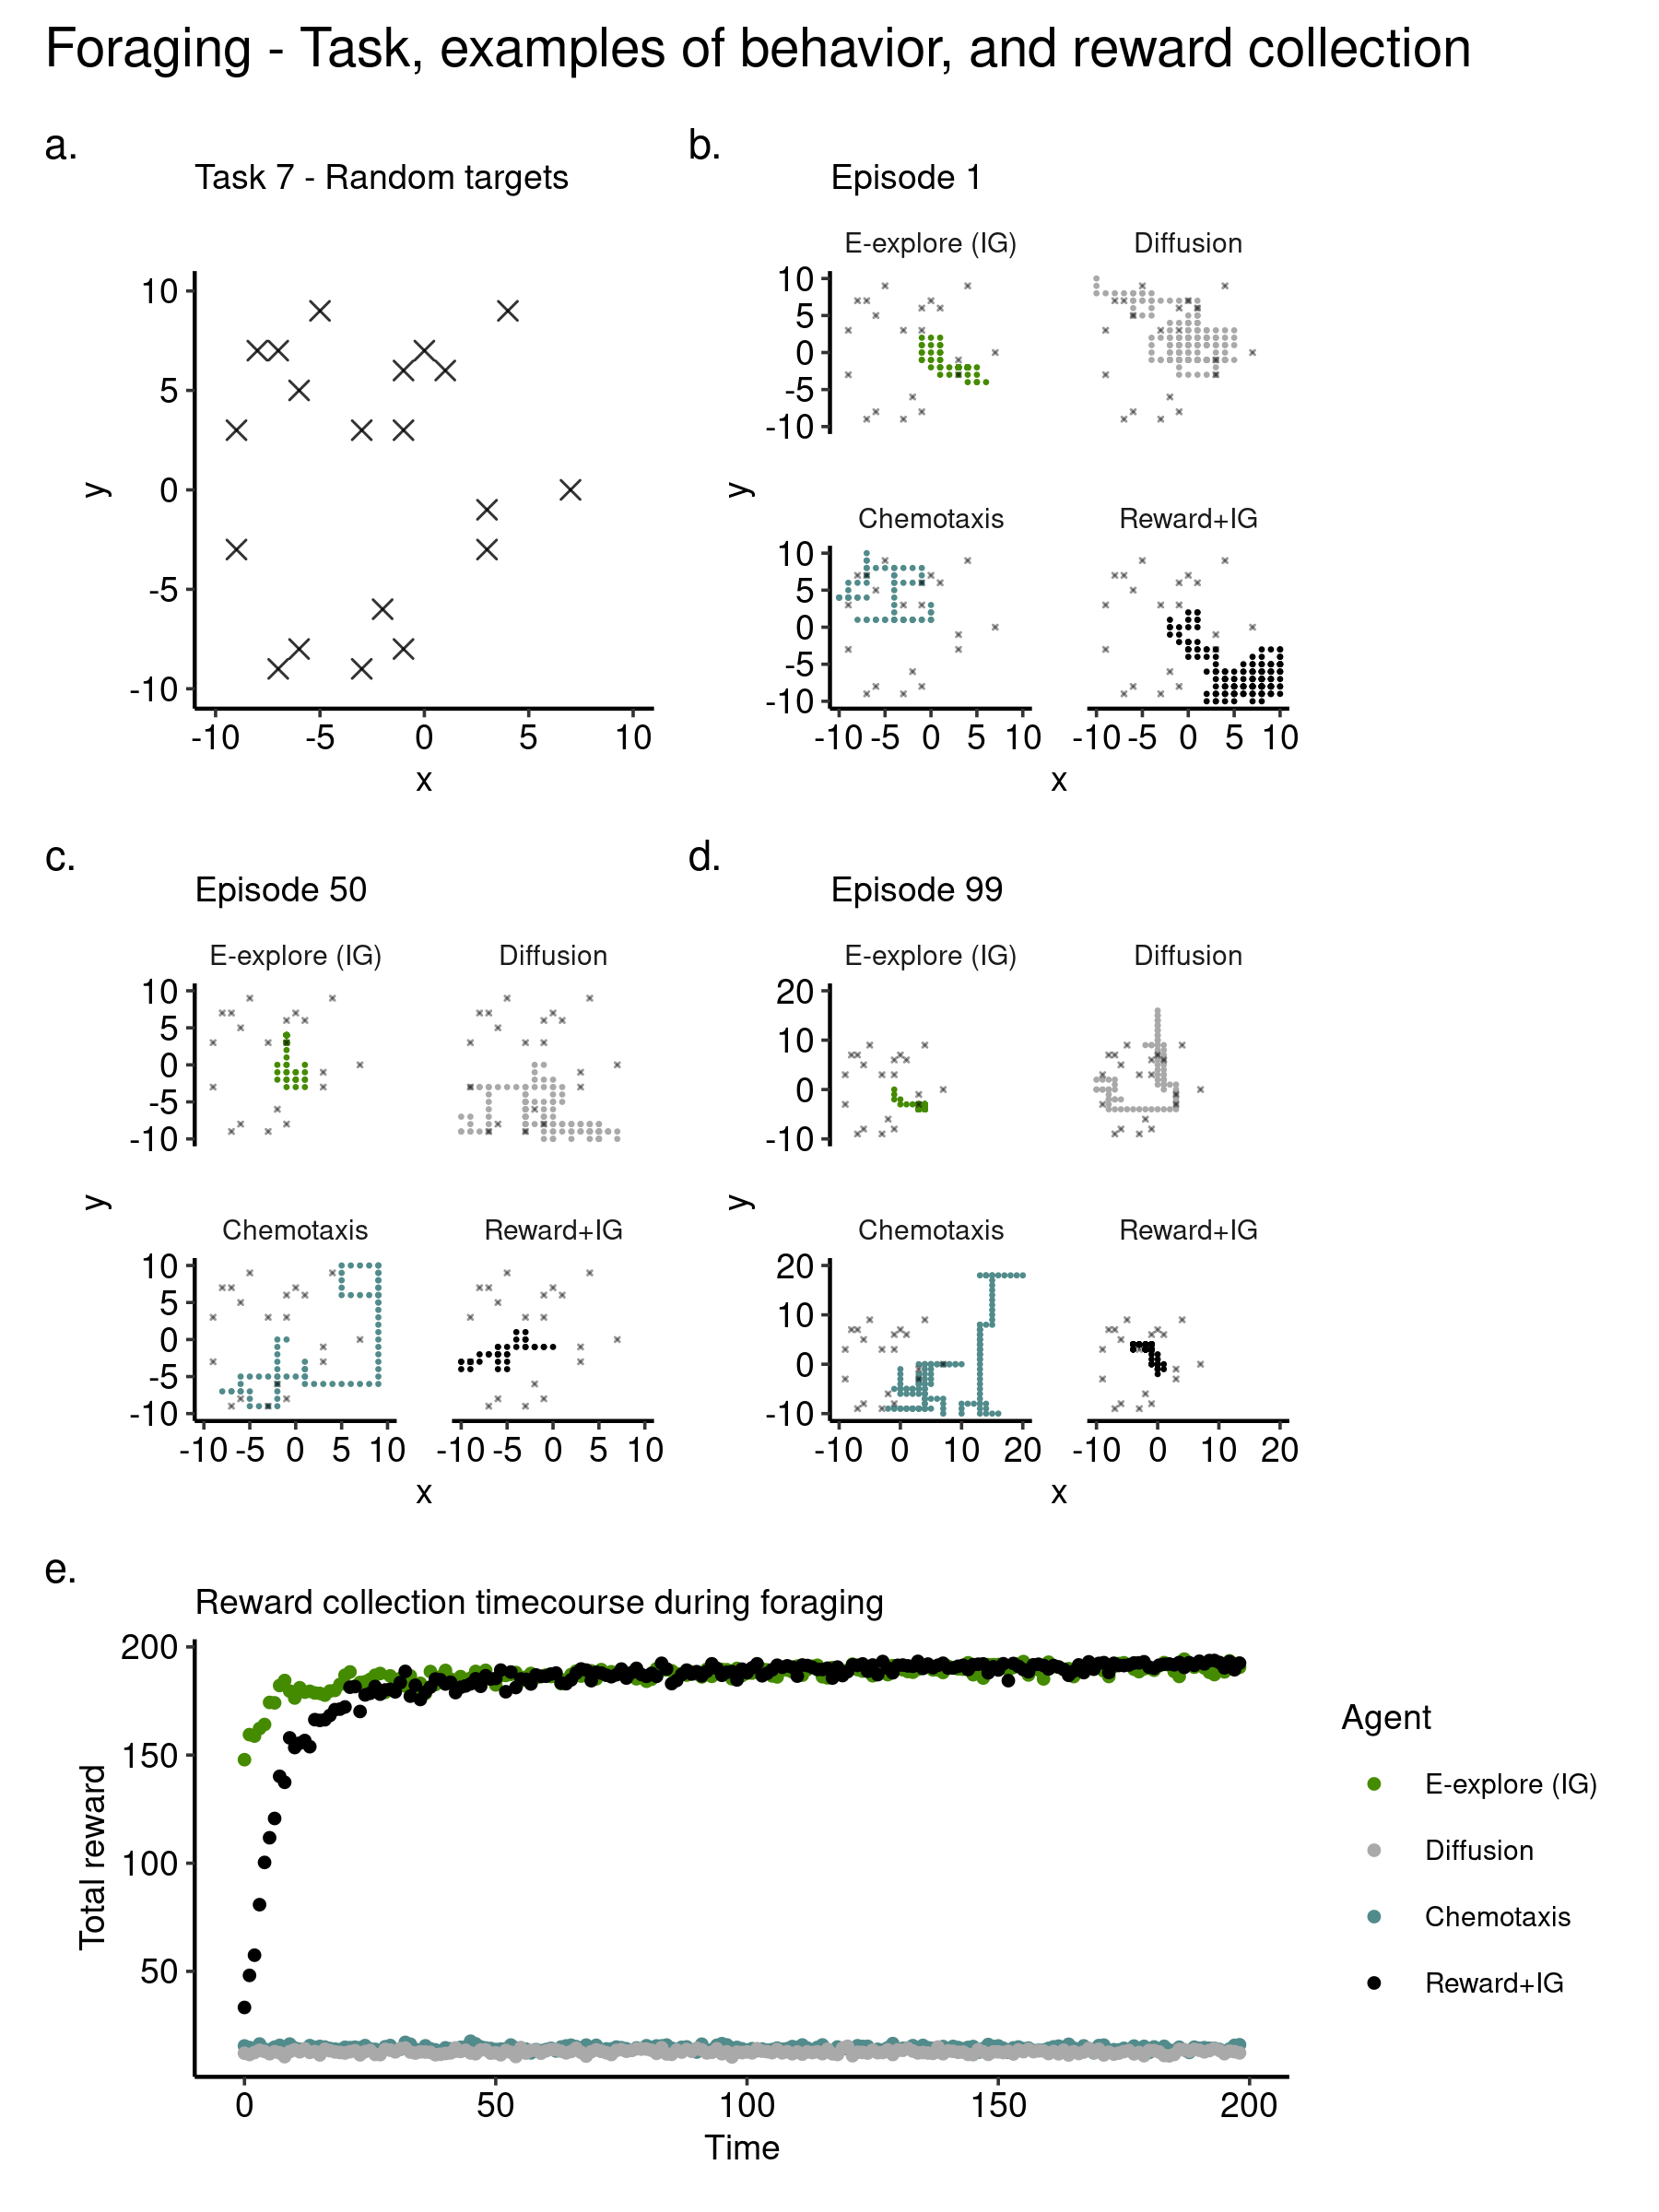 Foraging - Task, examples of behavior, and reward collection
a.
Task 7 - Random targets
10
5
0
-5
-10
y
-10 -5 0 5 10
x
b.
Episode 1
E-explore (IG) Diffusion
10
5
0
-5
-10
y
Chemotaxis Reward+IG
10
5
0
-5
-10
-10 -5 0 5 10 -10 -5 0 5 10
x
c.
Episode 50
E-explore (IG) Diffusion
10
5
0
-5
-10
y
Chemotaxis Reward+IG
10
5
0
-5
-10
-10 -5 0 5 10 -10 -5 0 5 10
x
d.
Episode 99
E-explore (IG) Diffusion
20
10
0
-10
y
Chemotaxis Reward+IG
20
10
0
-10
-10 0 10 20 -10 0 10 20
x
e.
Reward collection timecourse during foraging
200
150
100
50
Total reward
0 50 100 150 200
Time
Agent
E-explore (IG)
Diffusion
Chemotaxis
Reward+IG